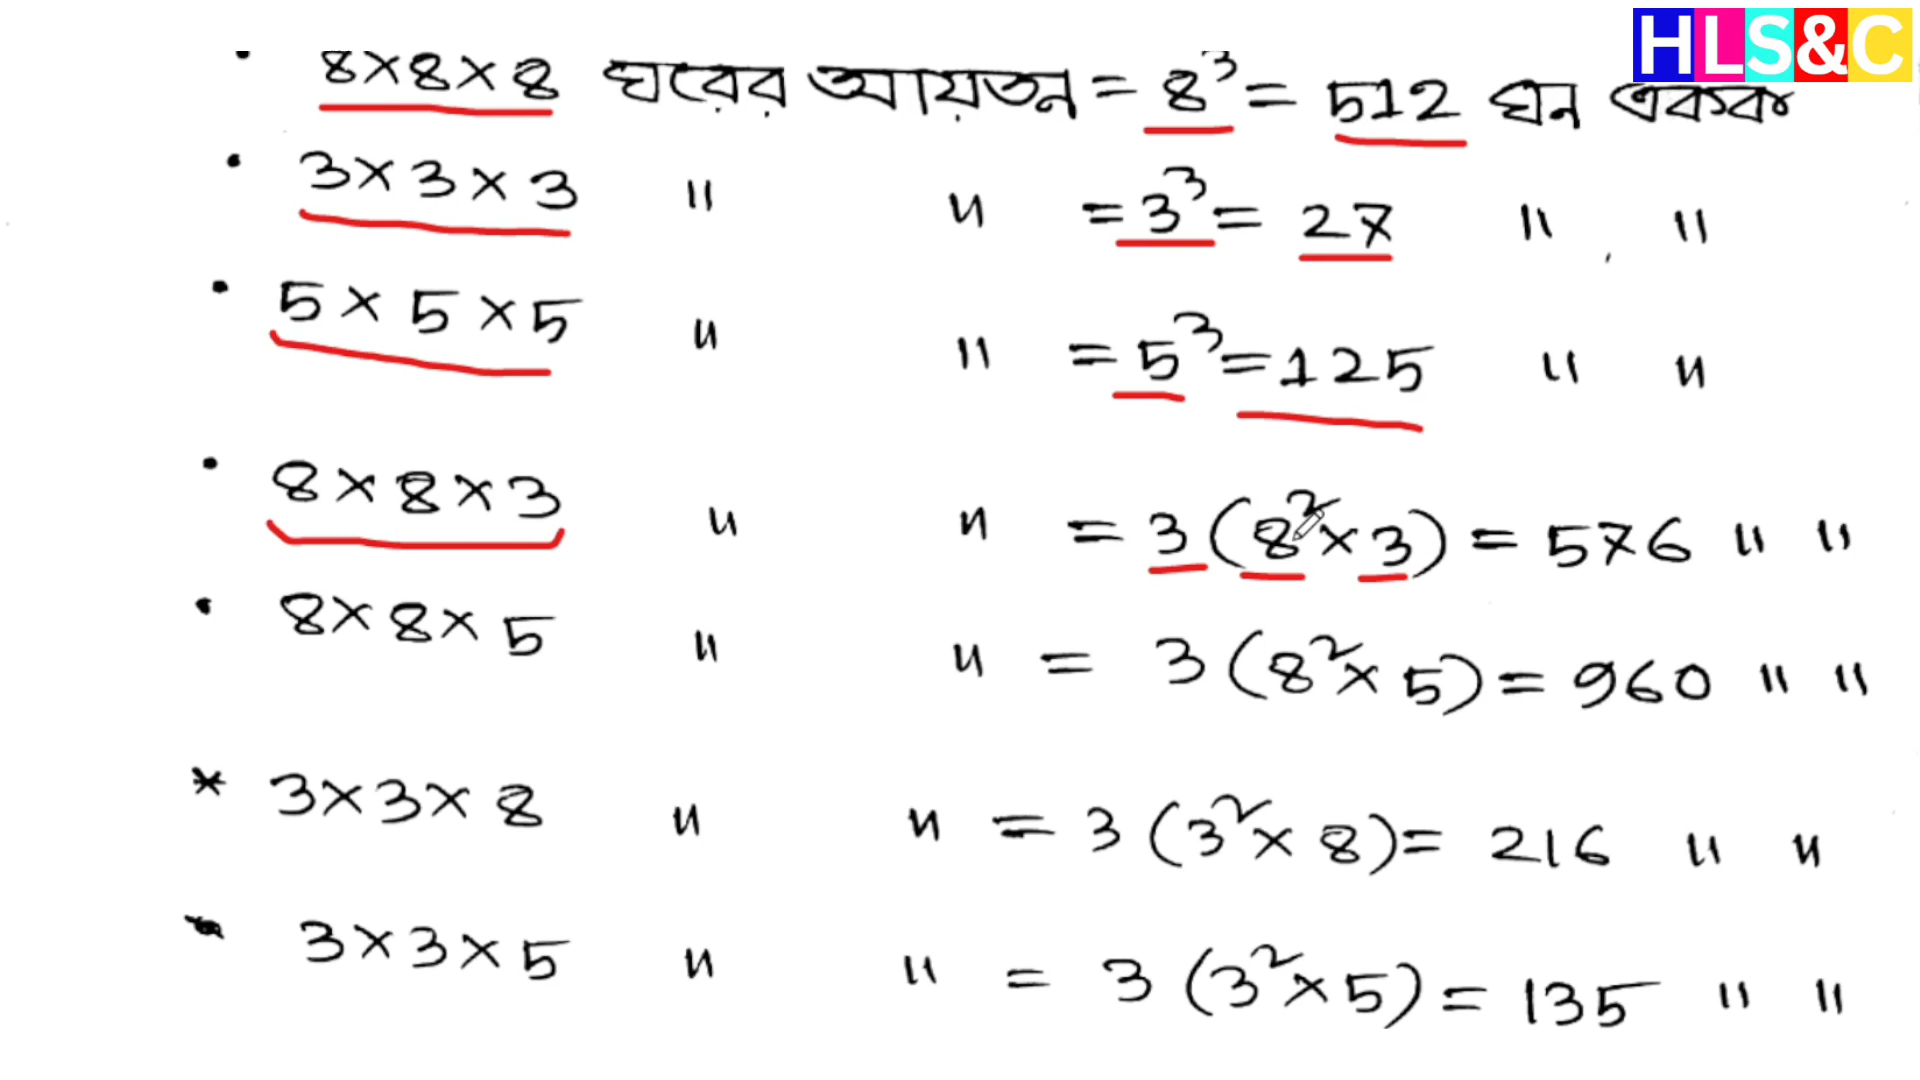 HLS&C
• 8×8×8 ঘরের আয়তন = 8³ = 512 ঘন একক
• 3×3×3 " " = 3³ = 27 " "
• 5×5×5 " " = 5³ = 125 " "
• 8×8×3 " " = 3(8²×3) = 576 " "
• 8×8×5 " " = 3(8²×5) = 960 " "
* 3×3×8 " " = 3(3²×8) = 216 " "
• 3×3×5 " " = 3(3²×5) = 135 " "